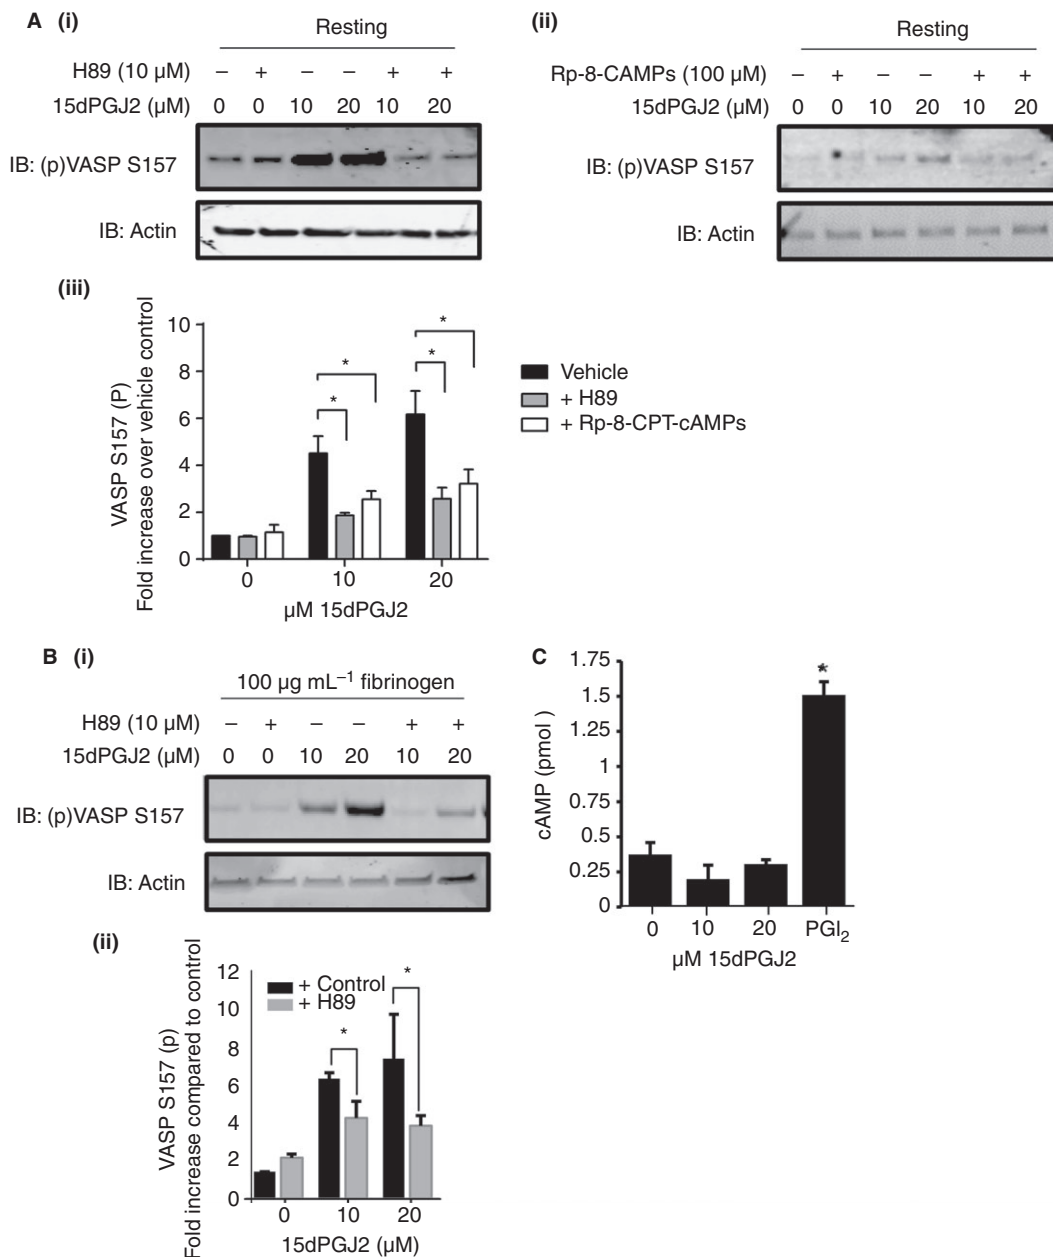 A (i)
Resting
H89 (10 µM) – + – – + +
15dPGJ2 (µM) 0 0 10 20 10 20
IB: (p)VASP S157
IB: Actin
(ii)
Resting
Rp-8-CAMPs (100 µM) – + – – + +
15dPGJ2 (µM) 0 0 10 20 10 20
IB: (p)VASP S157
IB: Actin
(iii)
VASP S157 (P)
Fold increase over vehicle control
10
8
6
4
2
0
* * * *
0 10 20
µM 15dPGJ2
Vehicle
+ H89
+ Rp-8-CPT-cAMPs
B (i)
100 µg mL–1 fibrinogen
H89 (10 µM) – + – – + +
15dPGJ2 (µM) 0 0 10 20 10 20
IB: (p)VASP S157
IB: Actin
(ii)
VASP S157 (p)
Fold increase compared to control
12
10
8
6
4
2
0
+ Control
+ H89
* *
0 10 20
15dPGJ2 (µM)
C
cAMP (pmol )
1.75
1.5
1.25
1
0.75
0.5
0.25
0
*
0 10 20 PGI2
µM 15dPGJ2